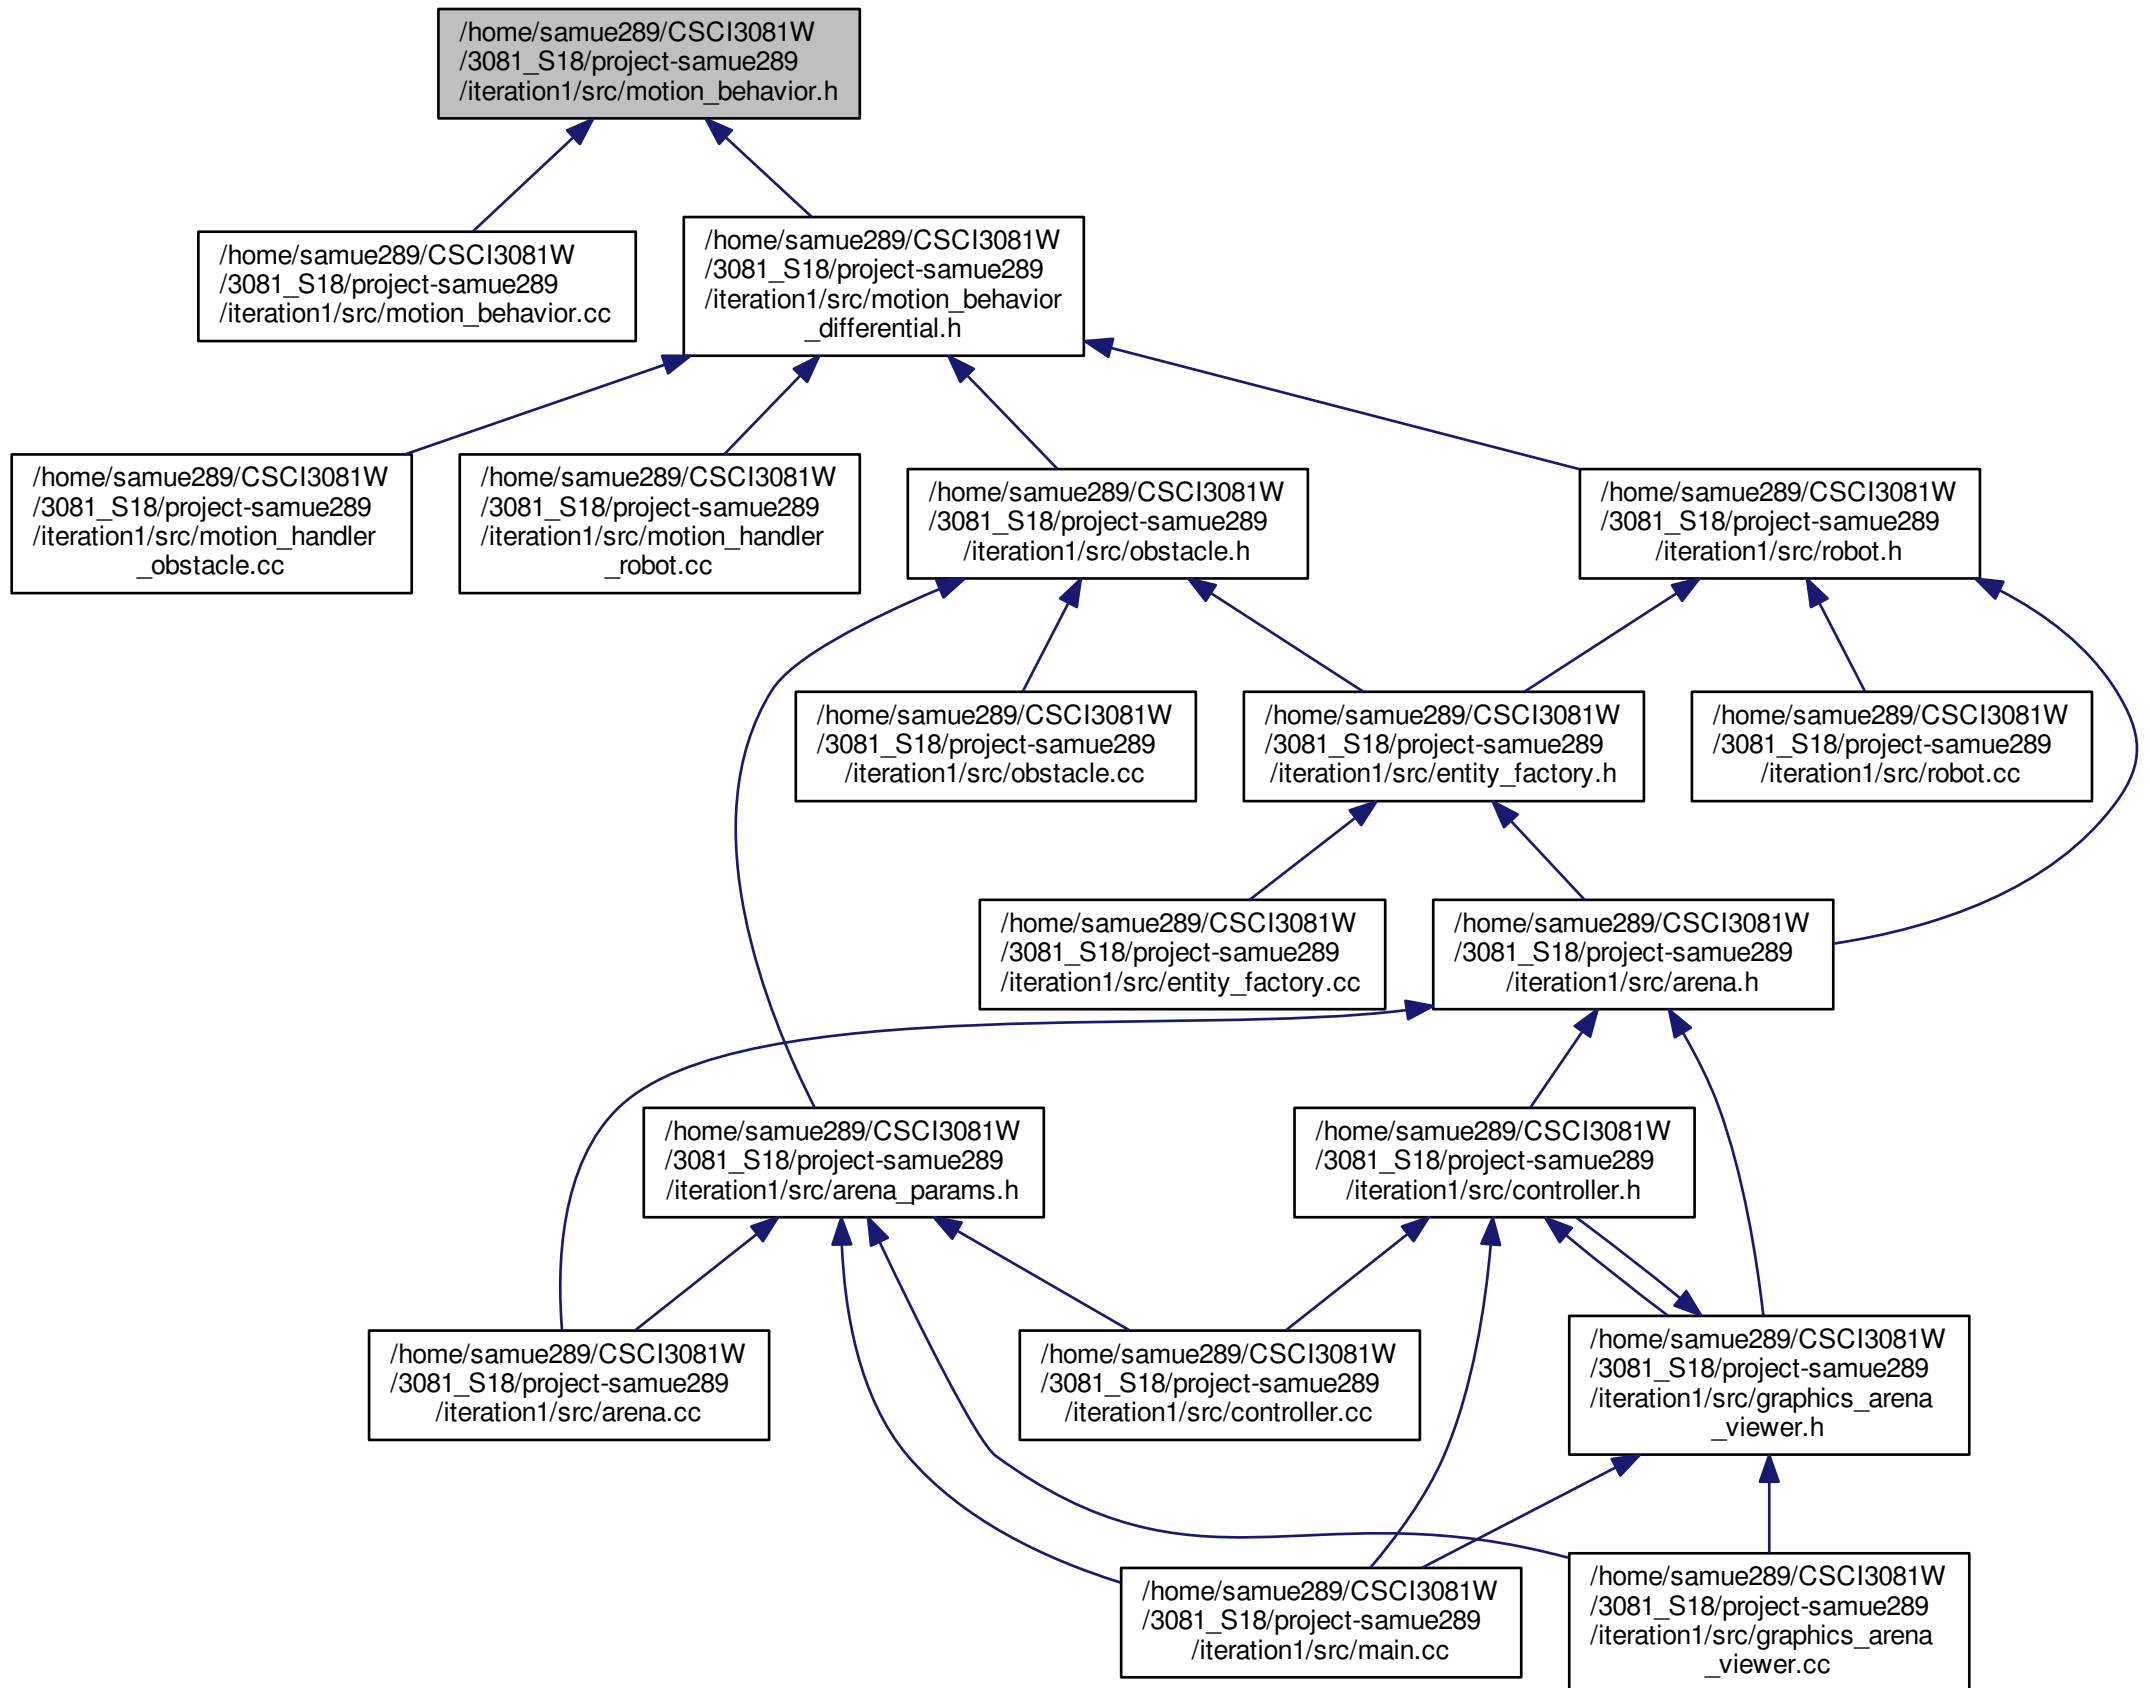 /home/samue289/CSCI3081W
/3081_S18/project-samue289
/iteration1/src/motion_behavior.h
/home/samue289/CSCI3081W
/3081_S18/project-samue289
/iteration1/src/motion_behavior.cc
/home/samue289/CSCI3081W
/3081_S18/project-samue289
/iteration1/src/motion_behavior
_differential.h
/home/samue289/CSCI3081W
/3081_S18/project-samue289
/iteration1/src/motion_handler
_obstacle.cc
/home/samue289/CSCI3081W
/3081_S18/project-samue289
/iteration1/src/motion_handler
_robot.cc
/home/samue289/CSCI3081W
/3081_S18/project-samue289
/iteration1/src/obstacle.h
/home/samue289/CSCI3081W
/3081_S18/project-samue289
/iteration1/src/robot.h
/home/samue289/CSCI3081W
/3081_S18/project-samue289
/iteration1/src/obstacle.cc
/home/samue289/CSCI3081W
/3081_S18/project-samue289
/iteration1/src/entity_factory.h
/home/samue289/CSCI3081W
/3081_S18/project-samue289
/iteration1/src/robot.cc
/home/samue289/CSCI3081W
/3081_S18/project-samue289
/iteration1/src/entity_factory.cc
/home/samue289/CSCI3081W
/3081_S18/project-samue289
/iteration1/src/arena.h
/home/samue289/CSCI3081W
/3081_S18/project-samue289
/iteration1/src/arena_params.h
/home/samue289/CSCI3081W
/3081_S18/project-samue289
/iteration1/src/controller.h
/home/samue289/CSCI3081W
/3081_S18/project-samue289
/iteration1/src/arena.cc
/home/samue289/CSCI3081W
/3081_S18/project-samue289
/iteration1/src/controller.cc
/home/samue289/CSCI3081W
/3081_S18/project-samue289
/iteration1/src/graphics_arena
_viewer.h
/home/samue289/CSCI3081W
/3081_S18/project-samue289
/iteration1/src/main.cc
/home/samue289/CSCI3081W
/3081_S18/project-samue289
/iteration1/src/graphics_arena
_viewer.cc